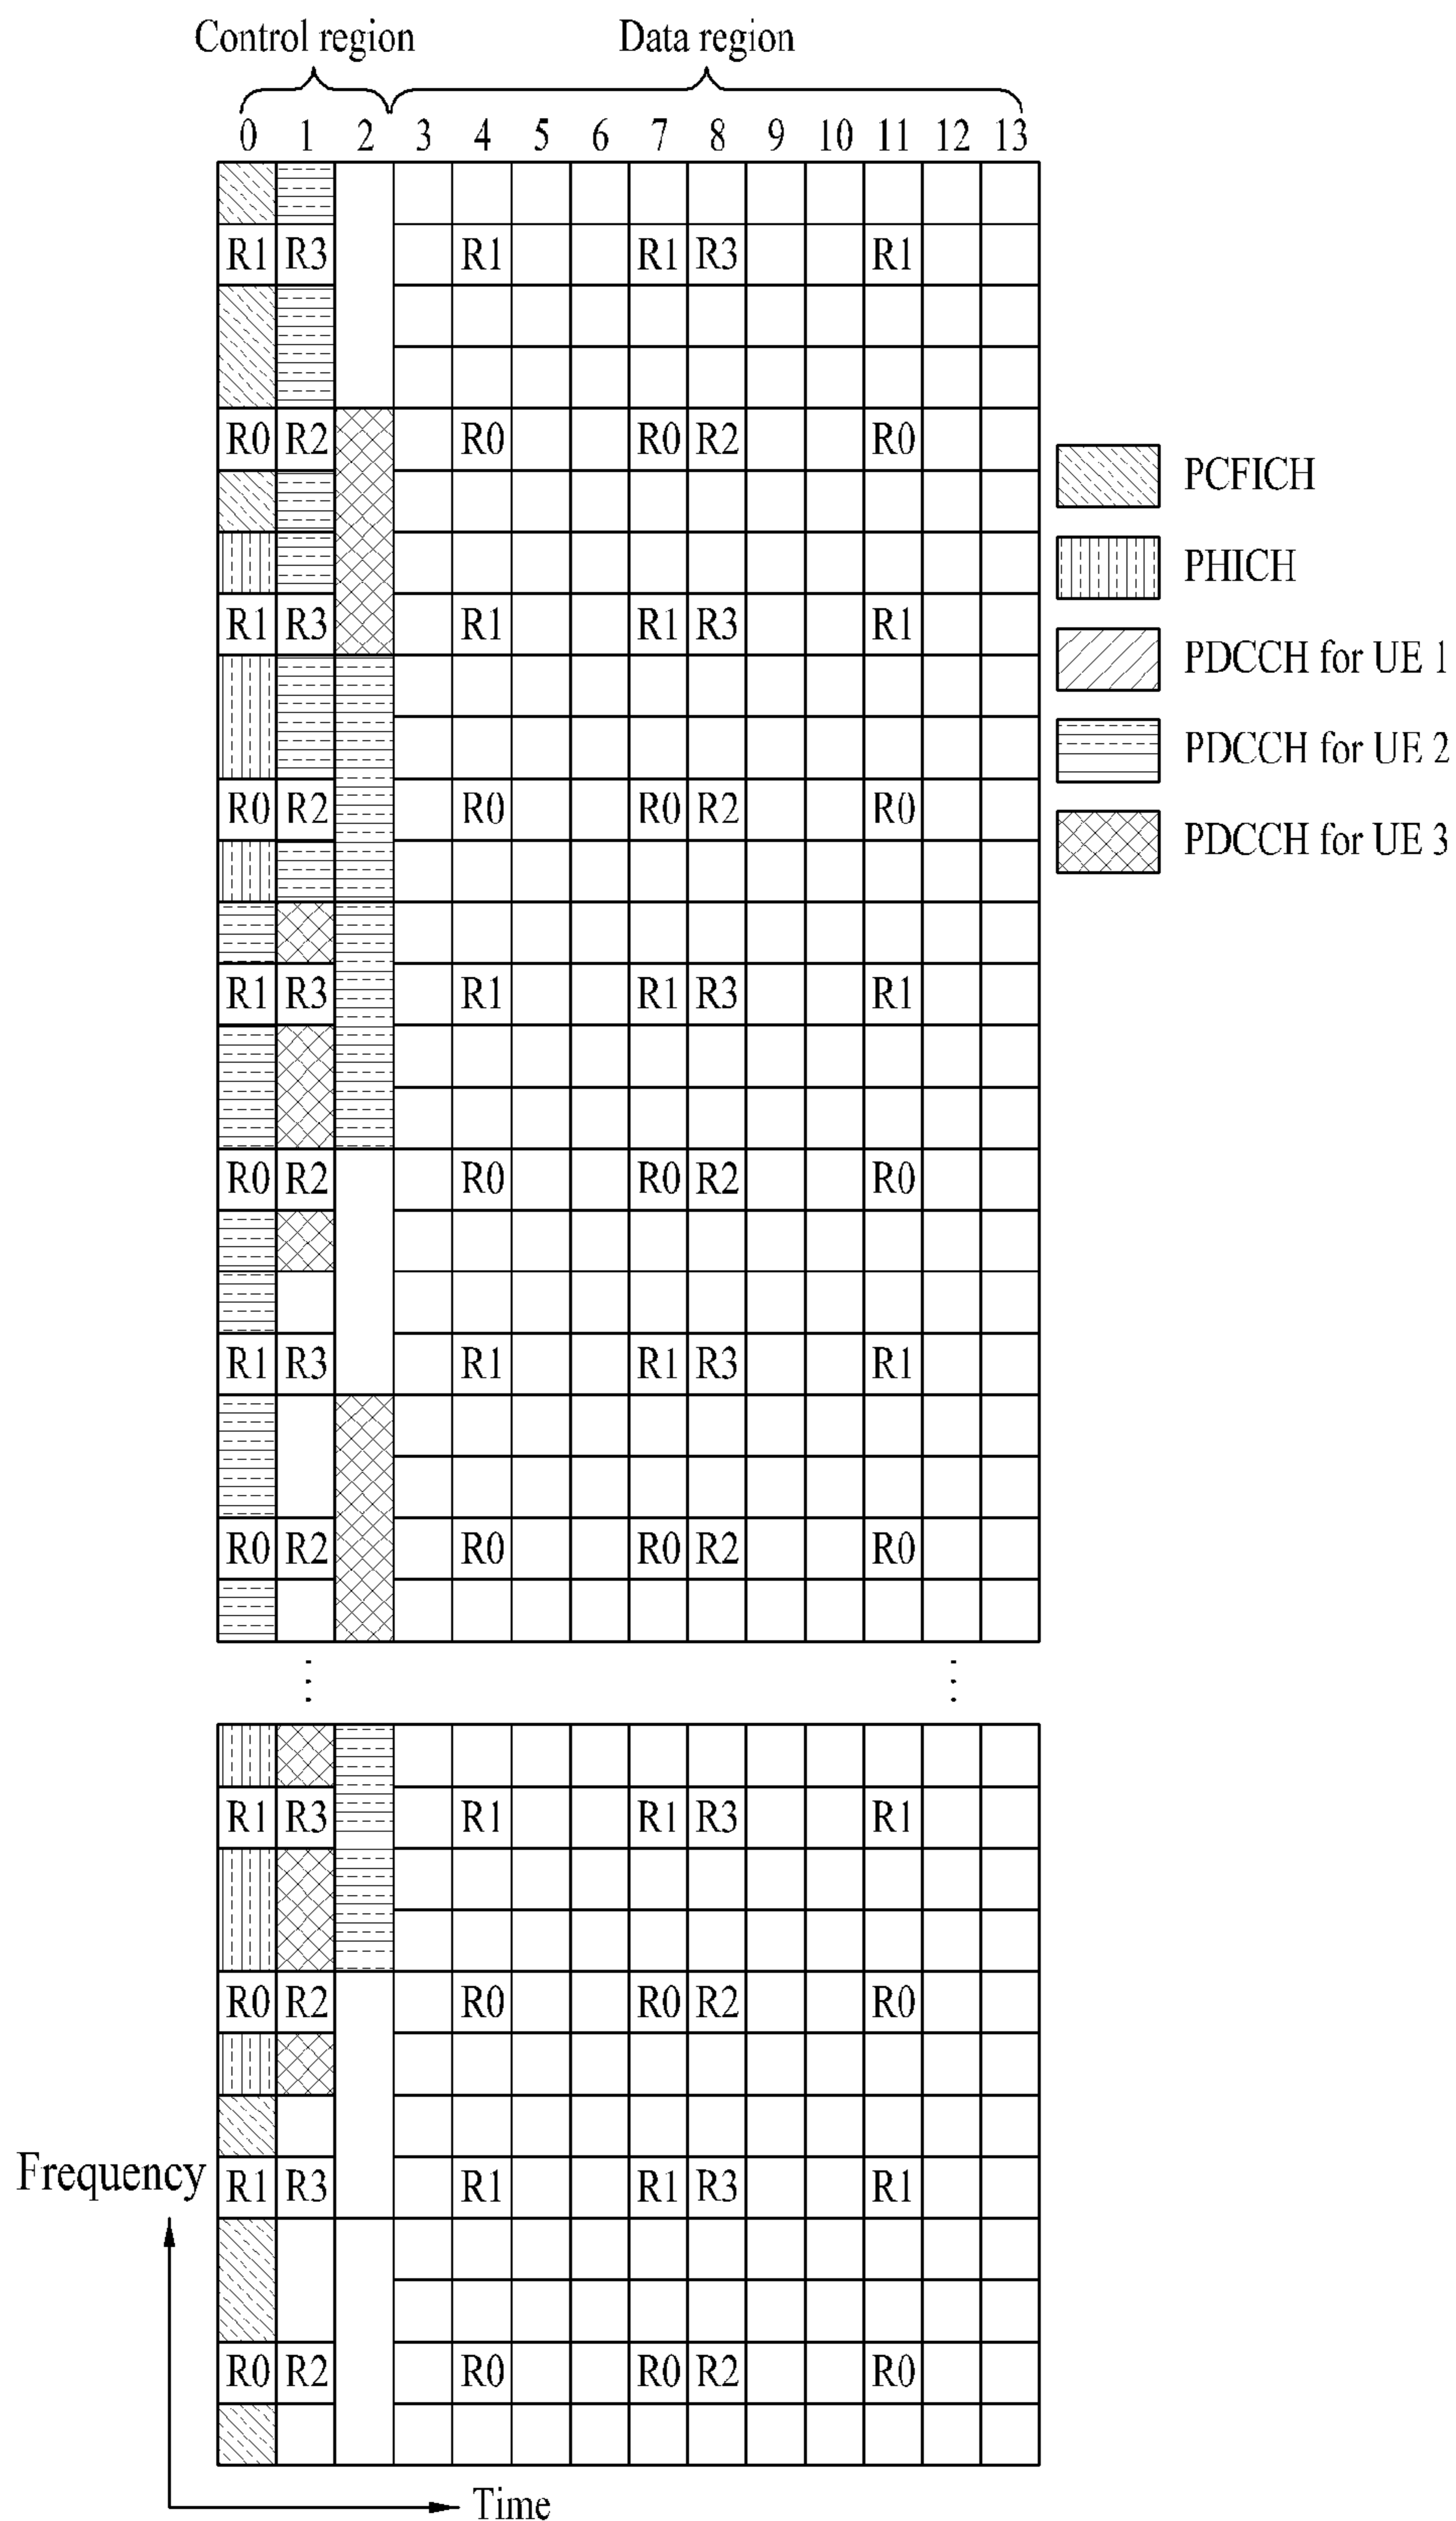 Control region Data region
0 1 2 3 4 5 6 7 8 9 10 11 12 13
R1 R3 R1 R1 R3 R1
R0 R2 R0 R0 R2 R0
PCFICH
PHICH
R1 R3 R1 R1 R3 R1
PDCCH for UE 1
PDCCH for UE 2
R0 R2 R0 R0 R2 R0
PDCCH for UE 3
R1 R3 R1 R1 R3 R1
R0 R2 R0 R0 R2 R0
R1 R3 R1 R1 R3 R1
R0 R2 R0 R0 R2 R0
R1 R3 R1 R1 R3 R1
R0 R2 R0 R0 R2 R0
Frequency
R1 R3 R1 R1 R3 R1
R0 R2 R0 R0 R2 R0
Time